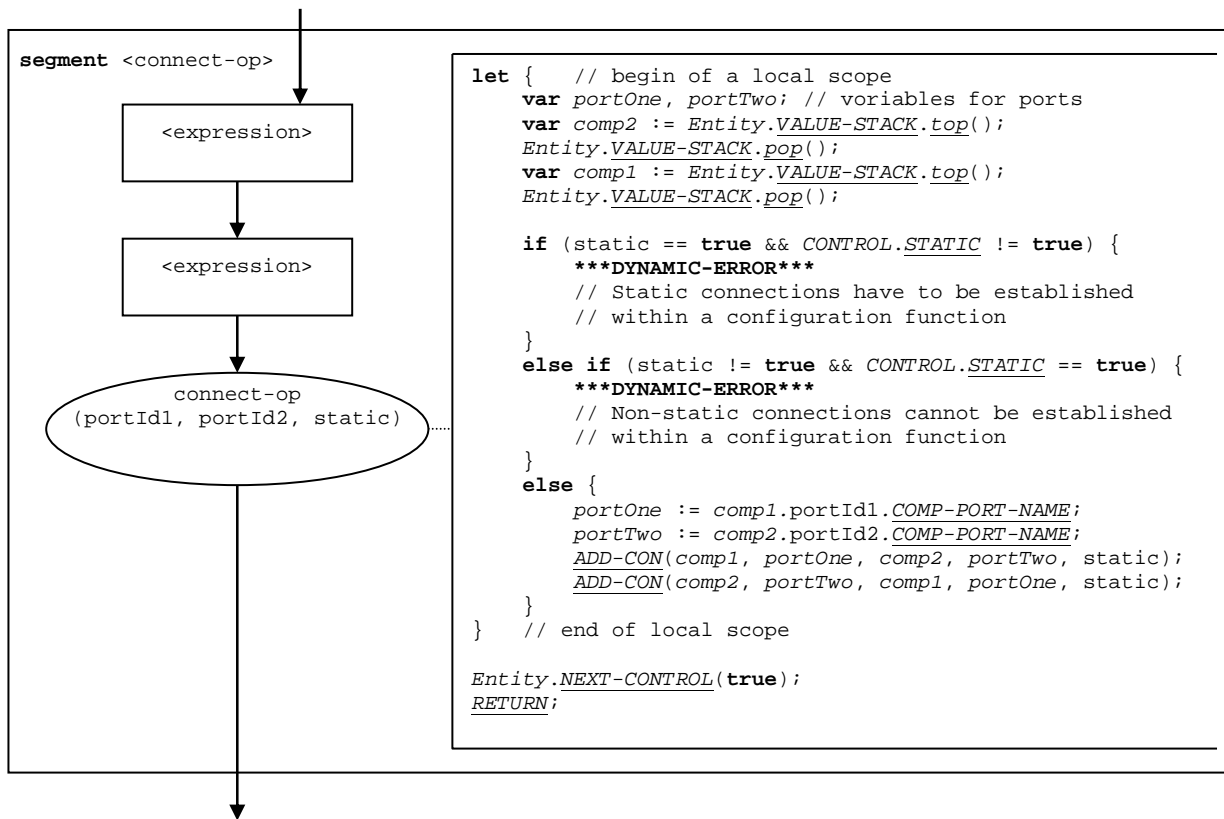 segment <connect-op>
<expression>
<expression>
connect-op
(portId1, portId2, static)
let {   // begin of a local scope
    var portOne, portTwo; // voriables for ports
    var comp2 := Entity.VALUE-STACK.top();
    Entity.VALUE-STACK.pop();
    var comp1 := Entity.VALUE-STACK.top();
    Entity.VALUE-STACK.pop();
    if (static == true && CONTROL.STATIC != true) {
        ***DYNAMIC-ERROR***
        // Static connections have to be established
        // within a configuration function
    }
    else if (static != true && CONTROL.STATIC == true) {
        ***DYNAMIC-ERROR***
        // Non-static connections cannot be established
        // within a configuration function
    }
    else {
        portOne := comp1.portId1.COMP-PORT-NAME;
        portTwo := comp2.portId2.COMP-PORT-NAME;
        ADD-CON(comp1, portOne, comp2, portTwo, static);
        ADD-CON(comp2, portTwo, comp1, portOne, static);
    }
}   // end of local scope
Entity.NEXT-CONTROL(true);
RETURN;